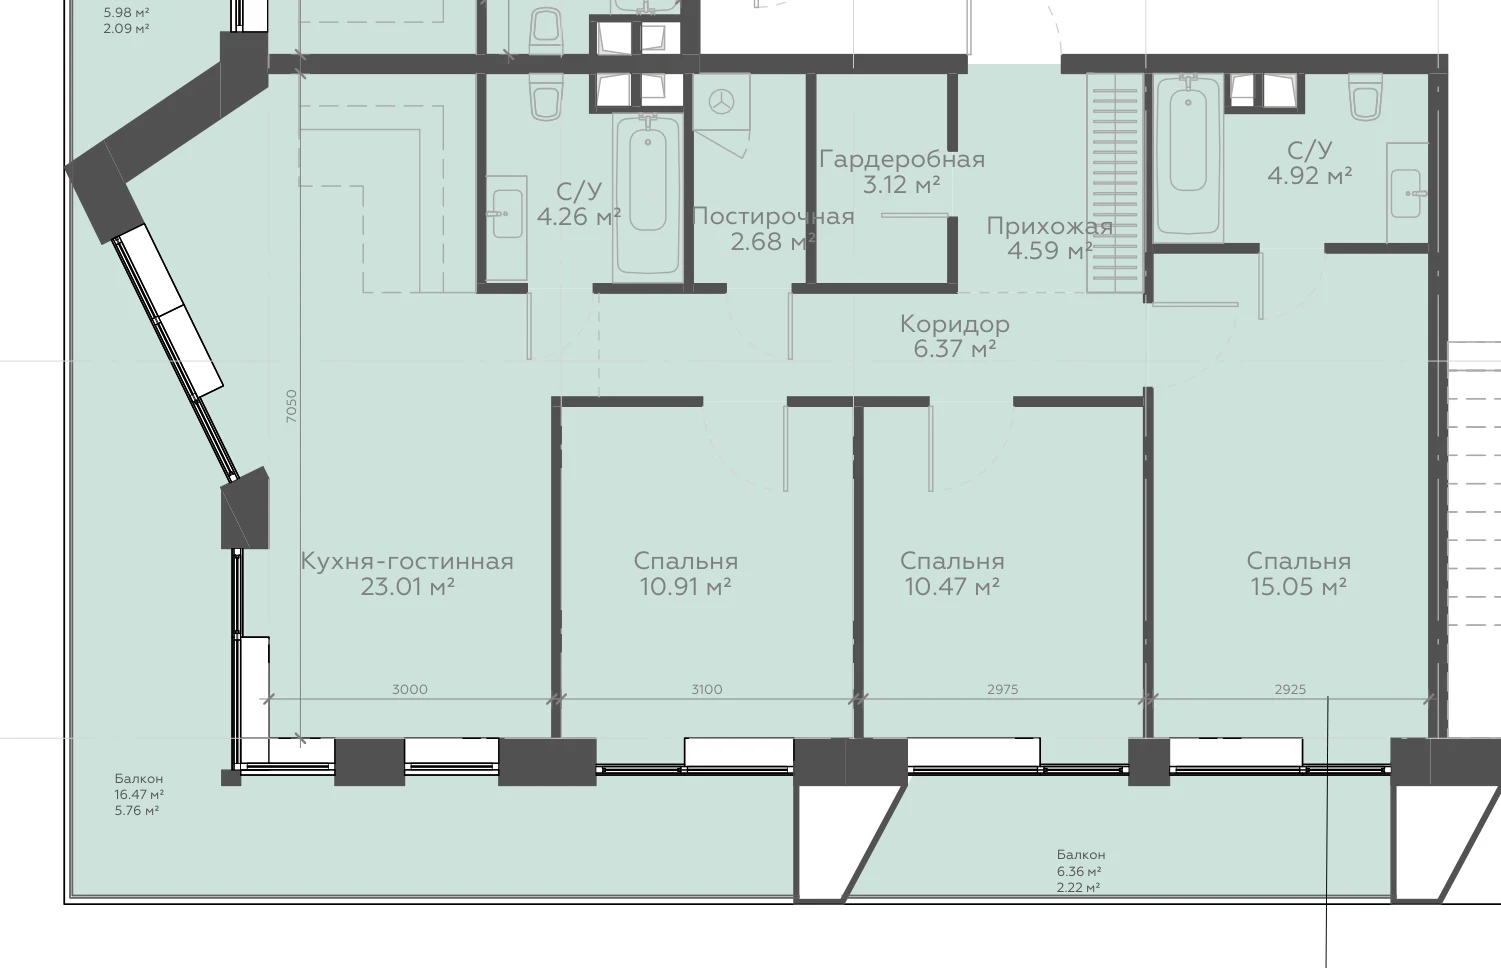 5.98 м²
2.09 м²
Гардеробная
3.12 м²
С/У
4.92 м²
С/У
4.26 м²
Постирочная
2.68 м²
Прихожая
4.59 м²
Коридор
6.37 м²
7050
Кухня-гостинная
23.01 м²
Спальня
10.91 м²
Спальня
10.47 м²
Спальня
15.05 м²
3000
3100
2975
2925
Балкон
16.47 м²
5.76 м²
Балкон
6.36 м²
2.22 м²